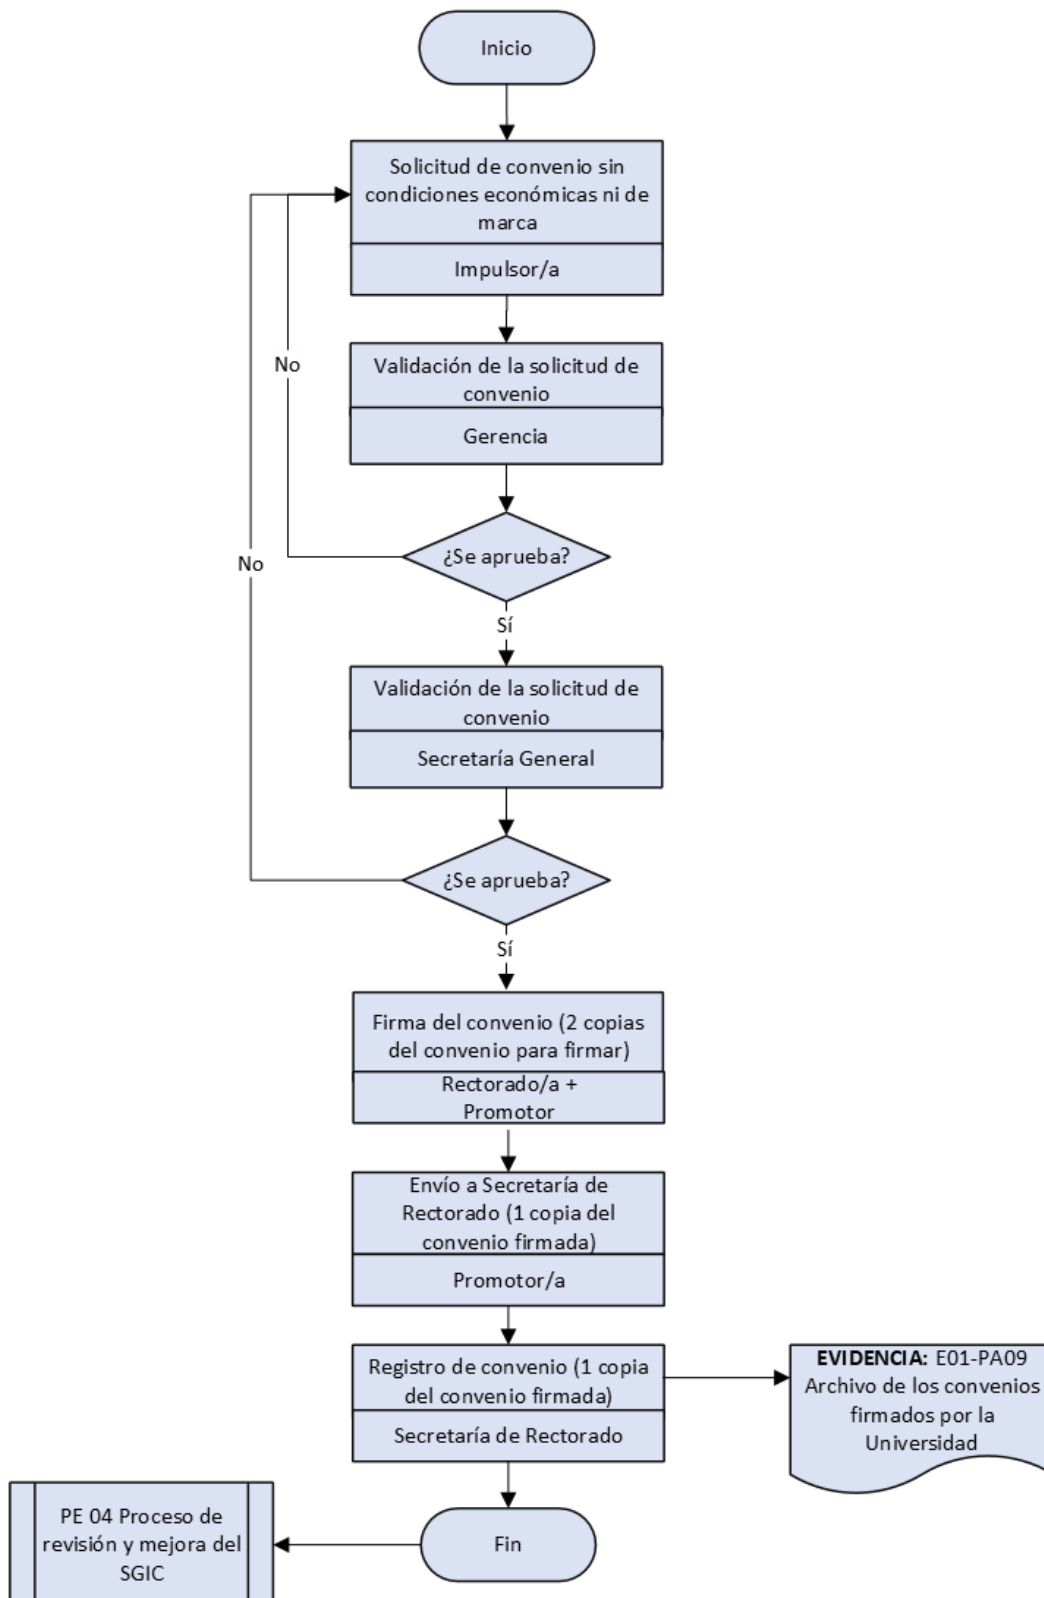 Inicio
Solicitud de convenio sin
condiciones económicas ni de
marca
Impulsor/a
No
Validación de la solicitud de
convenio
Gerencia
¿Se aprueba?
No
Sí
Validación de la solicitud de
convenio
Secretaría General
¿Se aprueba?
Sí
Firma del convenio (2 copias
del convenio para firmar)
Rectorado/a +
Promotor
Envío a Secretaría de
Rectorado (1 copia del
convenio firmada)
Promotor/a
Registro de convenio (1 copia
del convenio firmada)
Secretaría de Rectorado
EVIDENCIA: E01-PA09
Archivo de los convenios
firmados por la
Universidad
PE 04 Proceso de
revisión y mejora del
SGIC
Fin